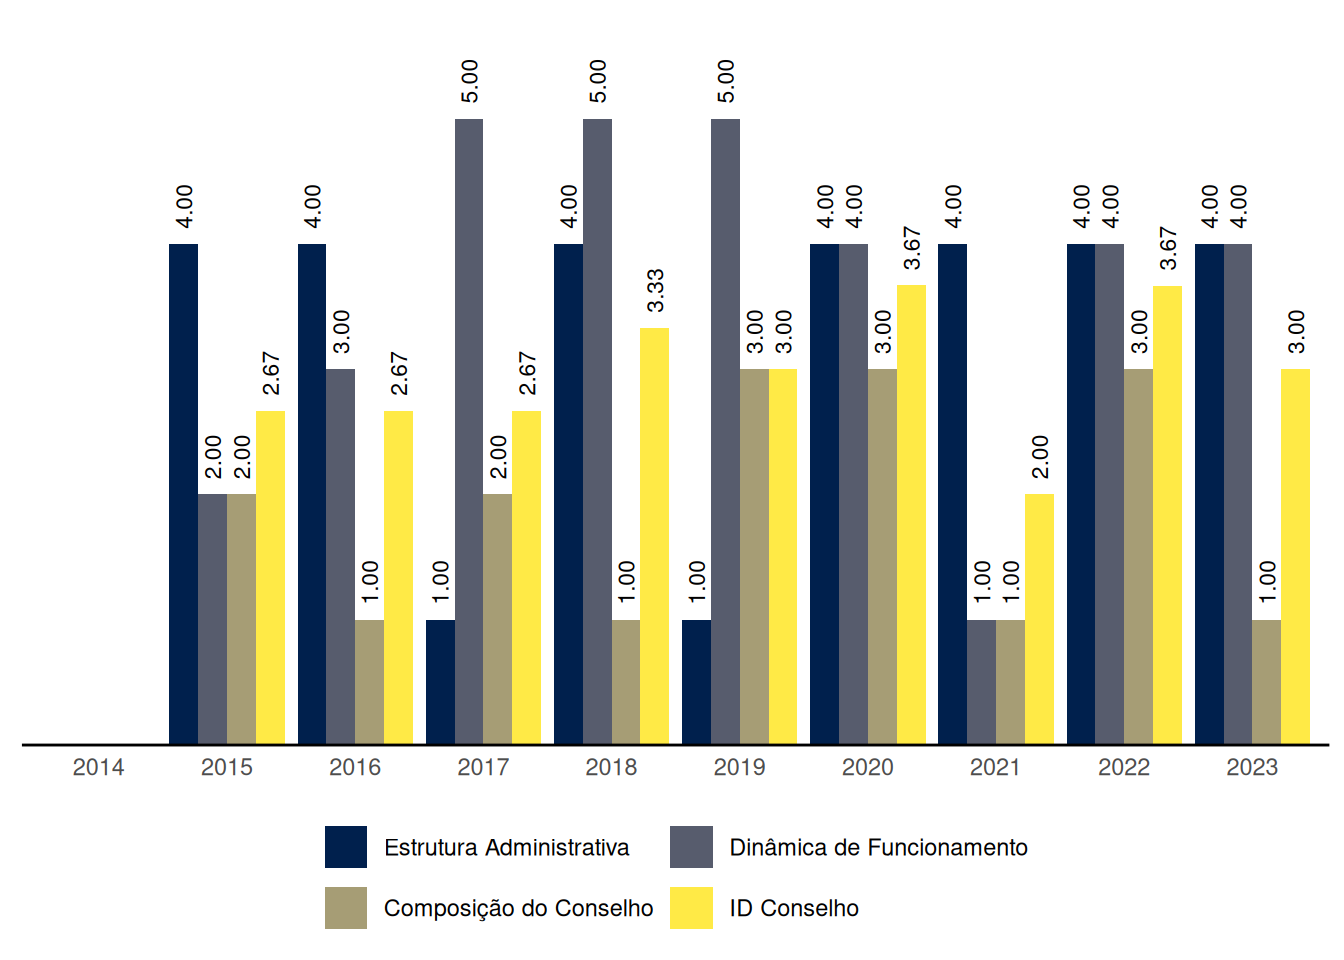 4.00 2.00 2.00 2.67 4.00 3.00 1.00 2.67 1.00 5.00 2.00 2.67 4.00 5.00 1.00 3.33 1.00 5.00 3.00 3.00 4.00 4.00 3.00 3.67 4.00 1.00 1.00 2.00 4.00 4.00 3.00 3.67 4.00 4.00 1.00 3.00
2014 2015 2016 2017 2018 2019 2020 2021 2022 2023
Estrutura Administrativa Dinâmica de Funcionamento
Composição do Conselho ID Conselho